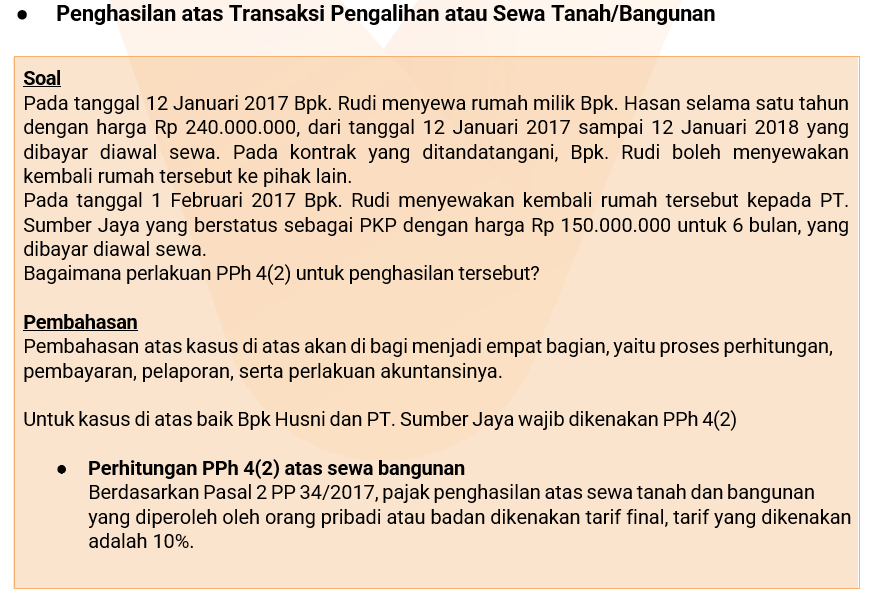 ● Penghasilan atas Transaksi Pengalihan atau Sewa Tanah/Bangunan
Soal
Pada tanggal 12 Januari 2017 Bpk. Rudi menyewa rumah milik Bpk. Hasan selama satu tahun
dengan harga Rp 240.000.000, dari tanggal 12 Januari 2017 sampai 12 Januari 2018 yang
dibayar diawal sewa. Pada kontrak yang ditandatangani, Bpk. Rudi boleh menyewakan
kembali rumah tersebut ke pihak lain.
Pada tanggal 1 Februari 2017 Bpk. Rudi menyewakan kembali rumah tersebut kepada PT.
Sumber Jaya yang berstatus sebagai PKP dengan harga Rp 150.000.000 untuk 6 bulan, yang
dibayar diawal sewa.
Bagaimana perlakuan PPh 4(2) untuk penghasilan tersebut?
Pembahasan
Pembahasan atas kasus di atas akan di bagi menjadi empat bagian, yaitu proses perhitungan,
pembayaran, pelaporan, serta perlakuan akuntansinya.
Untuk kasus di atas baik Bpk Husni dan PT. Sumber Jaya wajib dikenakan PPh 4(2)
● Perhitungan PPh 4(2) atas sewa bangunan
Berdasarkan Pasal 2 PP 34/2017, pajak penghasilan atas sewa tanah dan bangunan
yang diperoleh oleh orang pribadi atau badan dikenakan tarif final, tarif yang dikenakan
adalah 10%.